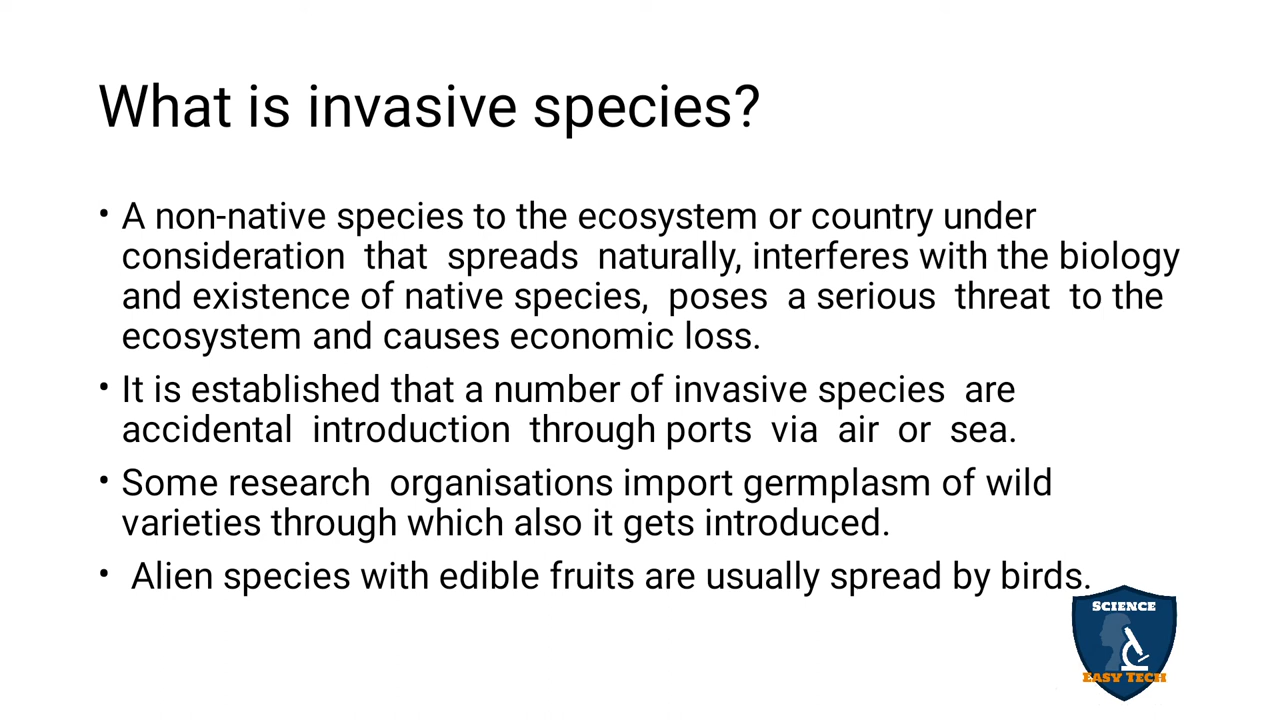 What is invasive species?
• A non-native species to the ecosystem or country under
consideration that spreads naturally, interferes with the biology
and existence of native species, poses a serious threat to the
ecosystem and causes economic loss.
• It is established that a number of invasive species are
accidental introduction through ports via air or sea.
• Some research organisations import germplasm of wild
varieties through which also it gets introduced.
• Alien species with edible fruits are usually spread by birds.
SCIENCE
EASY TECH